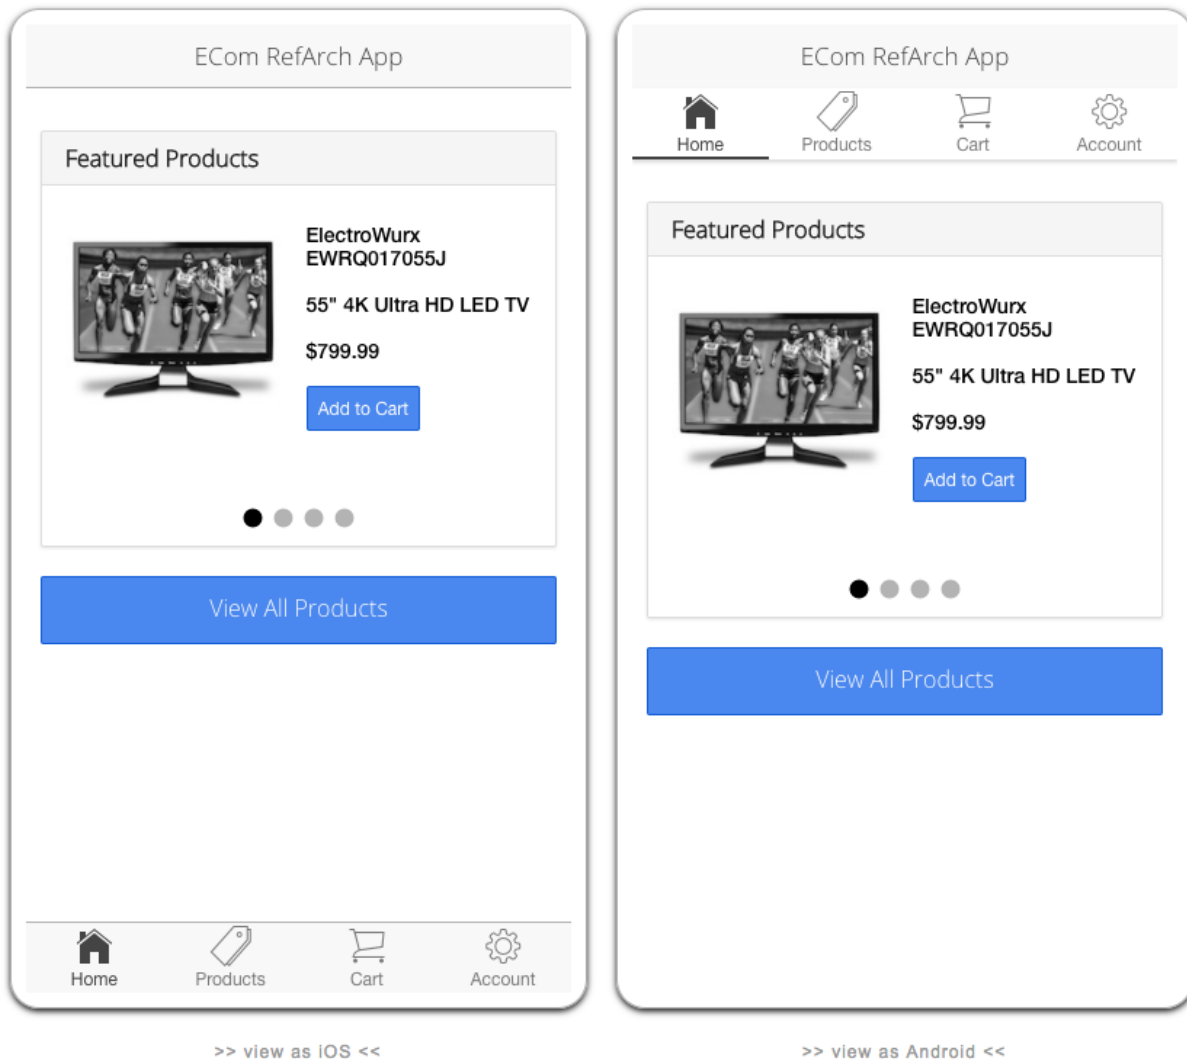 ECom RefArch App
Featured Products
ElectroWurx
EWRQ017055J
55" 4K Ultra HD LED TV
$799.99
Add to Cart
View All Products
Home Products Cart Account
>> view as iOS <<
ECom RefArch App
Home Products Cart Account
Featured Products
ElectroWurx
EWRQ017055J
55" 4K Ultra HD LED TV
$799.99
Add to Cart
View All Products
>> view as Android <<